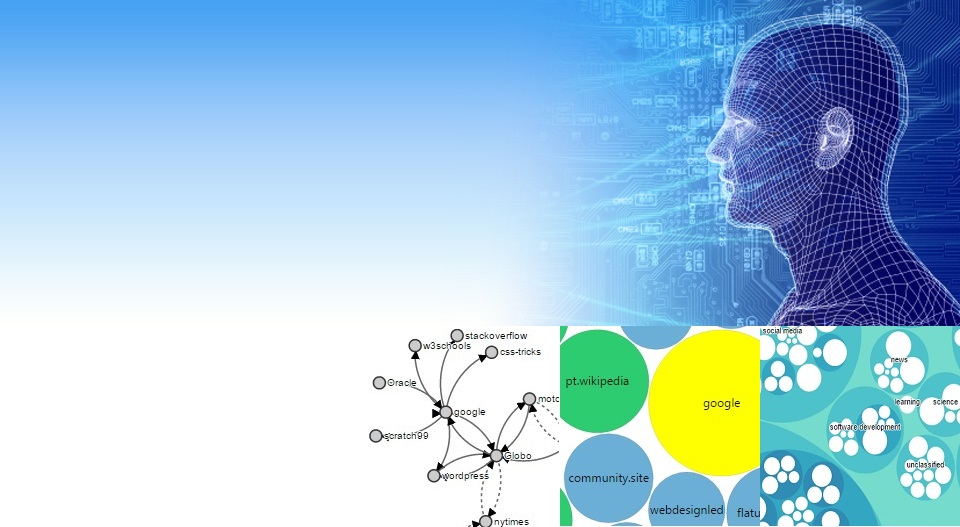 stackoverflow
w3schools
css-tricks
Oracle
google
moto
scratch99
Globo
wordpress
nytimes
pt.wikipedia
google
community.site
webdesignled
flatu
social media
news
learning
science
software development
unclassified